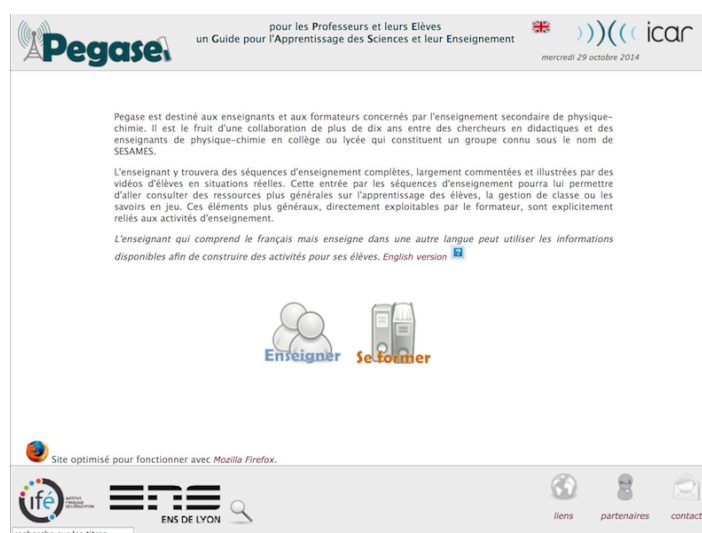 Pegase
pour les Professeurs et leurs Elèves
un Guide pour l'Apprentissage des Sciences et leur Enseignement
icar
mercredi 29 octobre 2014
Pegase est destiné aux enseignants et aux formateurs concernés par l'enseignement secondaire de physique-
chimie. Il est le fruit d'une collaboration de plus de dix ans entre des chercheurs en didactiques et des
enseignants de physique-chimie en collège ou lycée qui constituent un groupe connu sous le nom de
SESAMES.
L'enseignant y trouvera des séquences d'enseignement complètes, largement commentées et illustrées par des
vidéos d'élèves en situations réelles. Cette entrée par les séquences d'enseignement pourra lui permettre
d'aller consulter des ressources plus générales sur l'apprentissage des élèves, la gestion de classe ou les
savoirs en jeu. Ces éléments plus généraux, directement exploitables par le formateur, sont explicitement
reliés aux activités d'enseignement.
L'enseignant qui comprend le français mais enseigne dans une autre langue peut utiliser les informations
disponibles afin de construire des activités pour ses élèves. English version ?
Enseigner
Se former
Site optimisé pour fonctionner avec Mozilla Firefox.
ifé
INSTITUT
FRANÇAIS
DE L'ÉDUCATION
ENS
ENS DE LYON
liens
partenaires
contact
recherche sur les titres